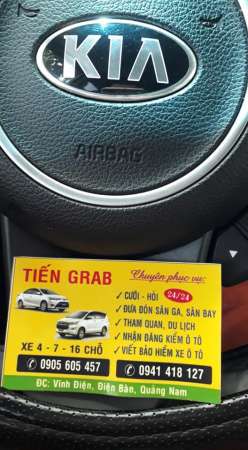 KIA
AIRBAG
TIẾN GRAB
Chuyên phục vụ:
✓ CƯỚI - HỎI 24/24
✓ ĐƯA ĐÓN SÂN GA, SÂN BAY
✓ THAM QUAN, DU LỊCH
✓ NHẬN ĐĂNG KIỂM Ô TÔ
✓ VIẾT BẢO HIỂM XE Ô TÔ
XE 4 - 7 - 16 CHỖ
0905 605 457
0941 418 127
ĐC: Vĩnh Điện, Điện Bàn, Quảng Nam